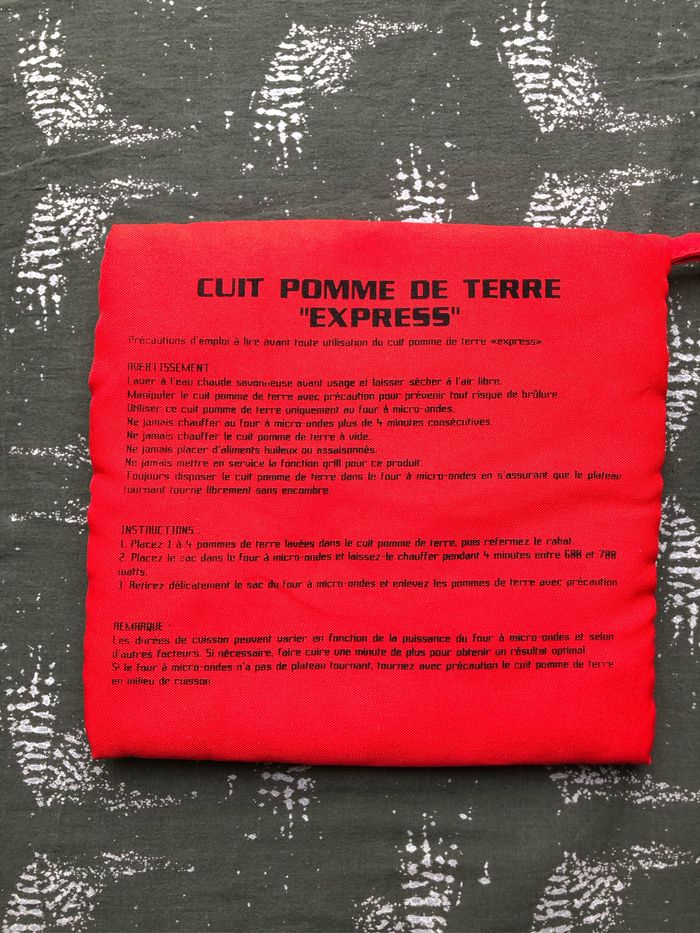 CUIT POMME DE TERRE
"EXPRESS"
Précautions d'emploi à lire avant toute utilisation du cuit pomme de terre «express»
AVERTISSEMENT :
Laver à l'eau chaude savonneuse avant usage et laisser sécher à l'air libre.
Manipuler le cuit pomme de terre avec précaution pour prévenir tout risque de brûlure.
Utiliser ce cuit pomme de terre uniquement au four à micro-ondes.
Ne jamais chauffer au four à micro-ondes plus de 4 minutes consécutives.
Ne jamais chauffer le cuit pomme de terre à vide.
Ne jamais placer d'aliments huileux ou assaisonnés.
Ne jamais mettre en service la fonction grill pour ce produit.
Toujours disposer le cuit pomme de terre dans le four à micro-ondes en s'assurant que le plateau
tournant tourne librement sans encombre.
INSTRUCTIONS
1. Placez 1 à 4 pommes de terre lavées dans le cuit pomme de terre, puis refermez le rabat.
2. Placez le sac dans le four à micro-ondes et laissez-le chauffer pendant 4 minutes entre 600 et 700
watts.
3. Retirez délicatement le sac du four à micro-ondes et enlevez les pommes de terre avec précaution
REMARQUE :
Les durées de cuisson peuvent varier en fonction de la puissance du four à micro-ondes et selon
d'autres facteurs. Si nécessaire, faire cuire une minute de plus pour obtenir un résultat optimal.
Si le four à micro-ondes n'a pas de plateau tournant, tournez avec précaution le cuit pomme de terre
en milieu de cuisson